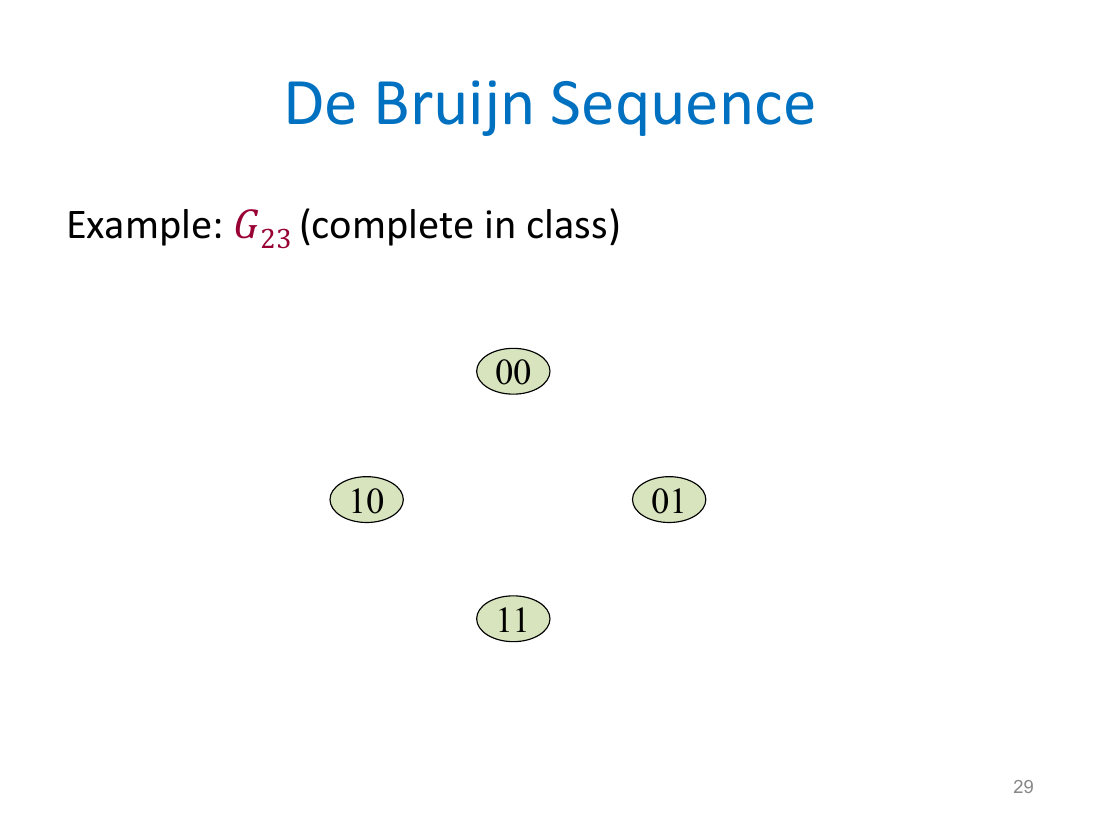 De Bruijn Sequence
Example: G₂₃ (complete in class)
00
10 01
11
29